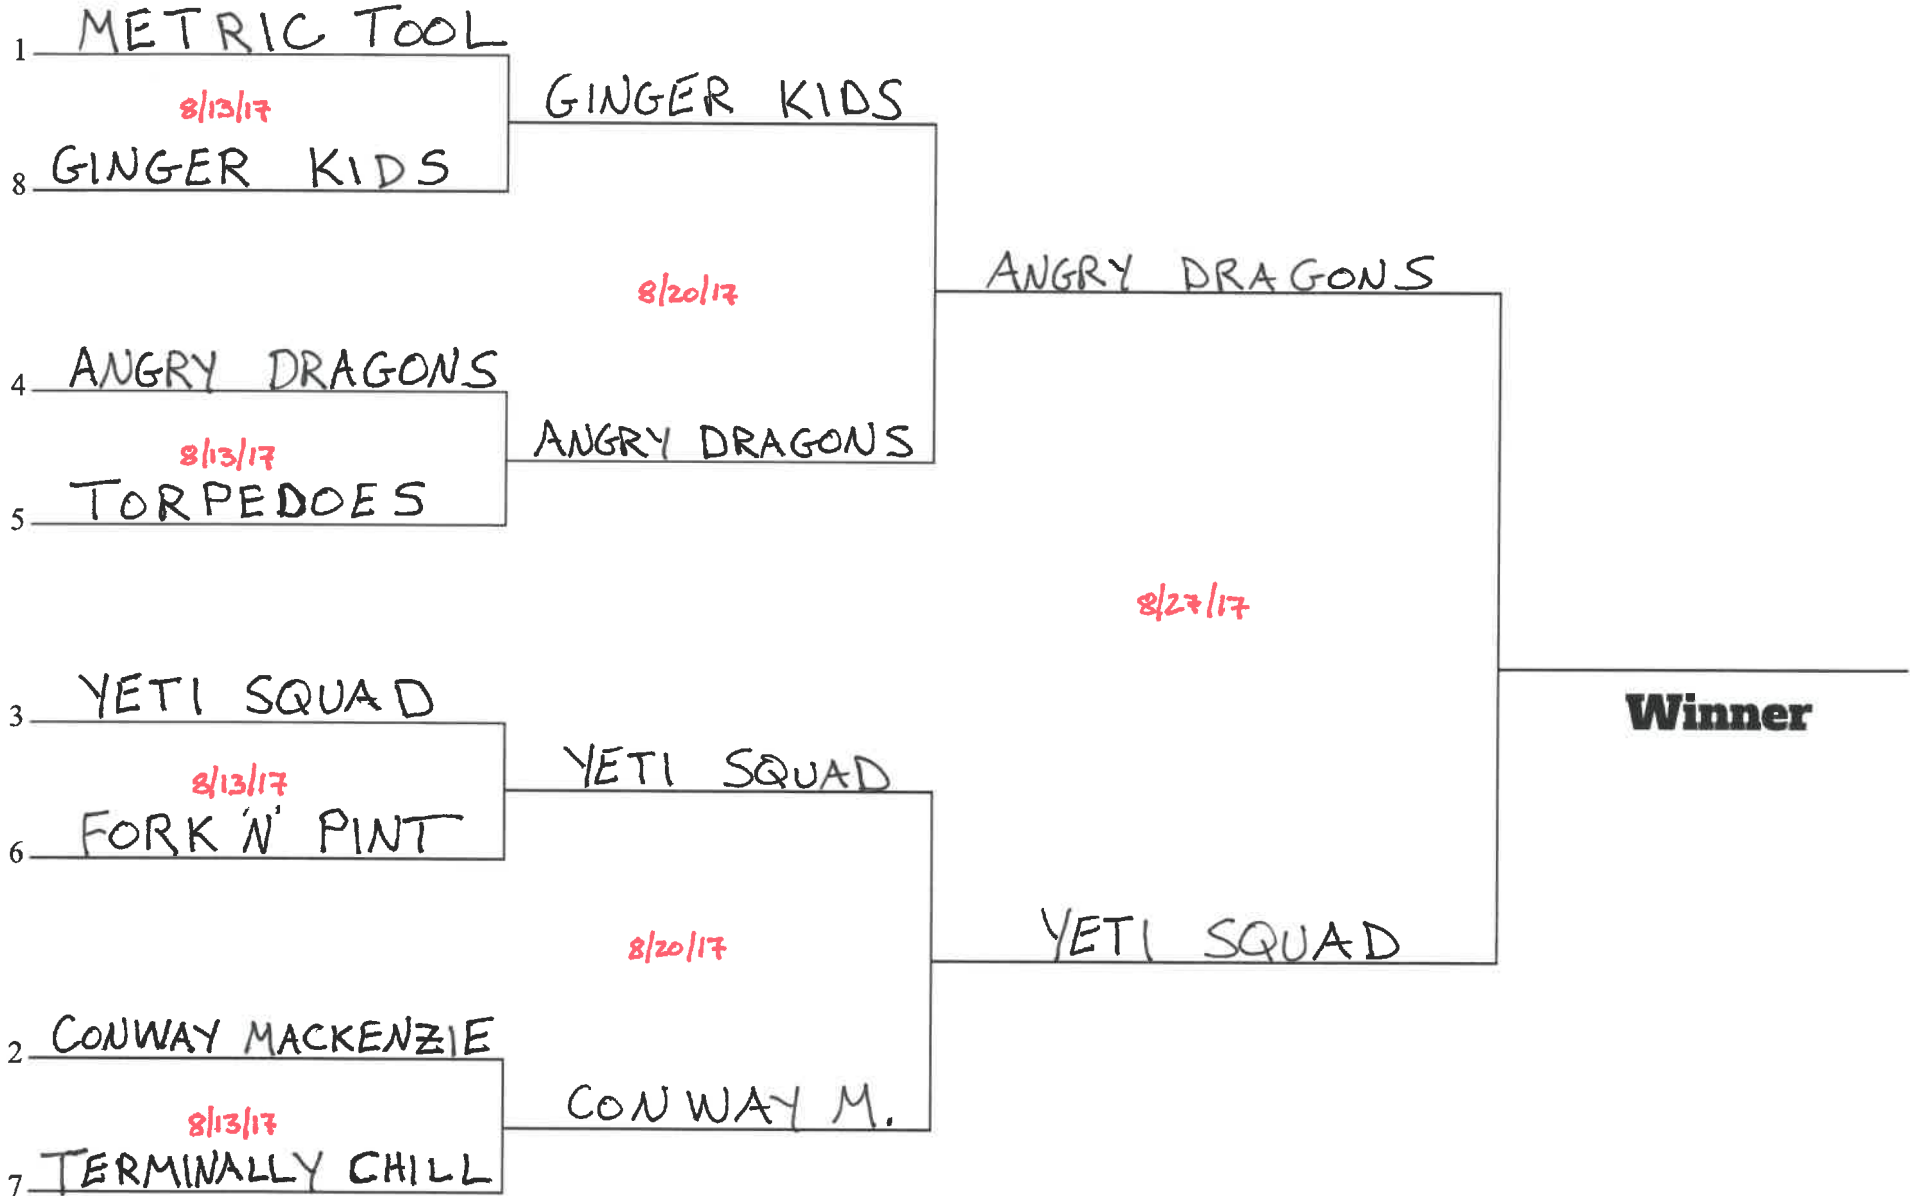 1 METRIC TOOL
8/13/17
GINGER KIDS
8 GINGER KIDS
8/20/17
ANGRY DRAGONS
4 ANGRY DRAGONS
8/13/17
ANGRY DRAGONS
5 TORPEDOES
8/27/17
Winner
3 YETI SQUAD
8/13/17
YETI SQUAD
6 FORK 'N' PINT
8/20/17
YETI SQUAD
2 CONWAY MACKENZIE
8/13/17
CONWAY M.
7 TERMINALLY CHILL